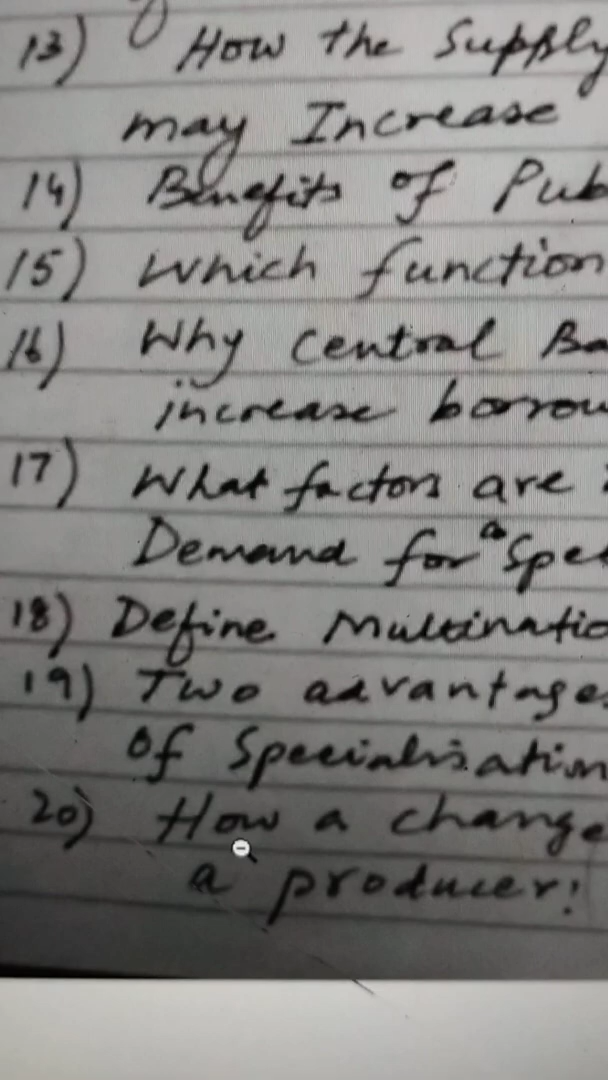 13) How the Supply
may Increase
14) Benefits of Pub
15) Which function
16) Why Central Ba
increase borrow
17) What factors are
Demand for a Spe
18) Define Multinatio
19) Two advantages
of Specialisation
20) How a change
a producer!